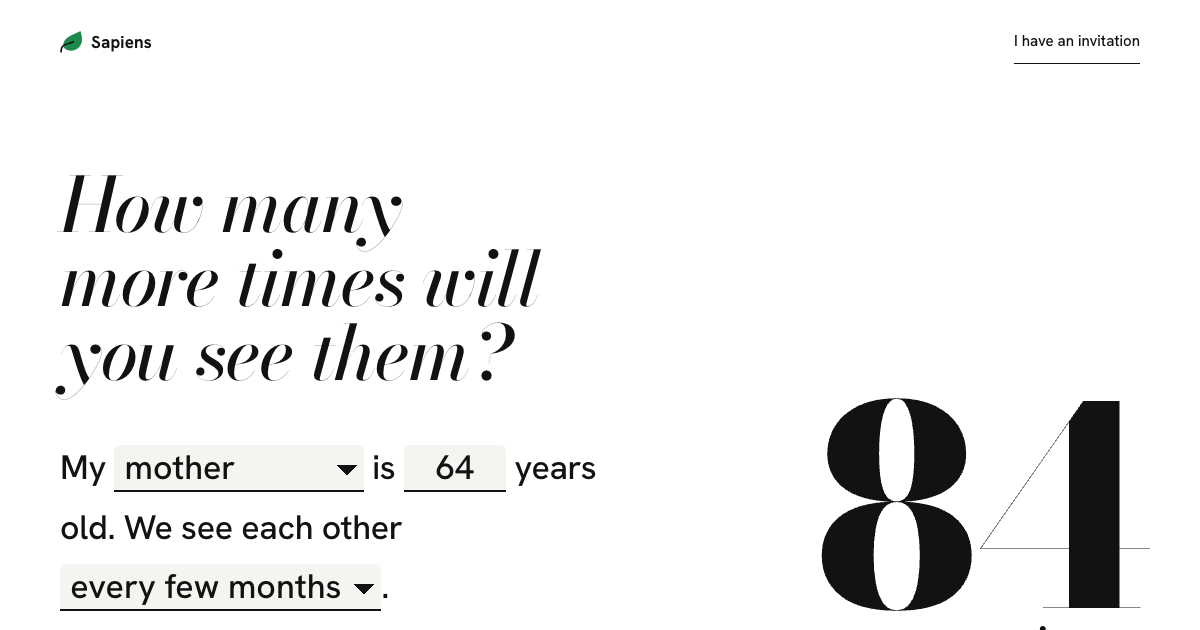 Sapiens
I have an invitation
How many
more times will
you see them?
My mother is 64 years
old. We see each other
every few months.
84